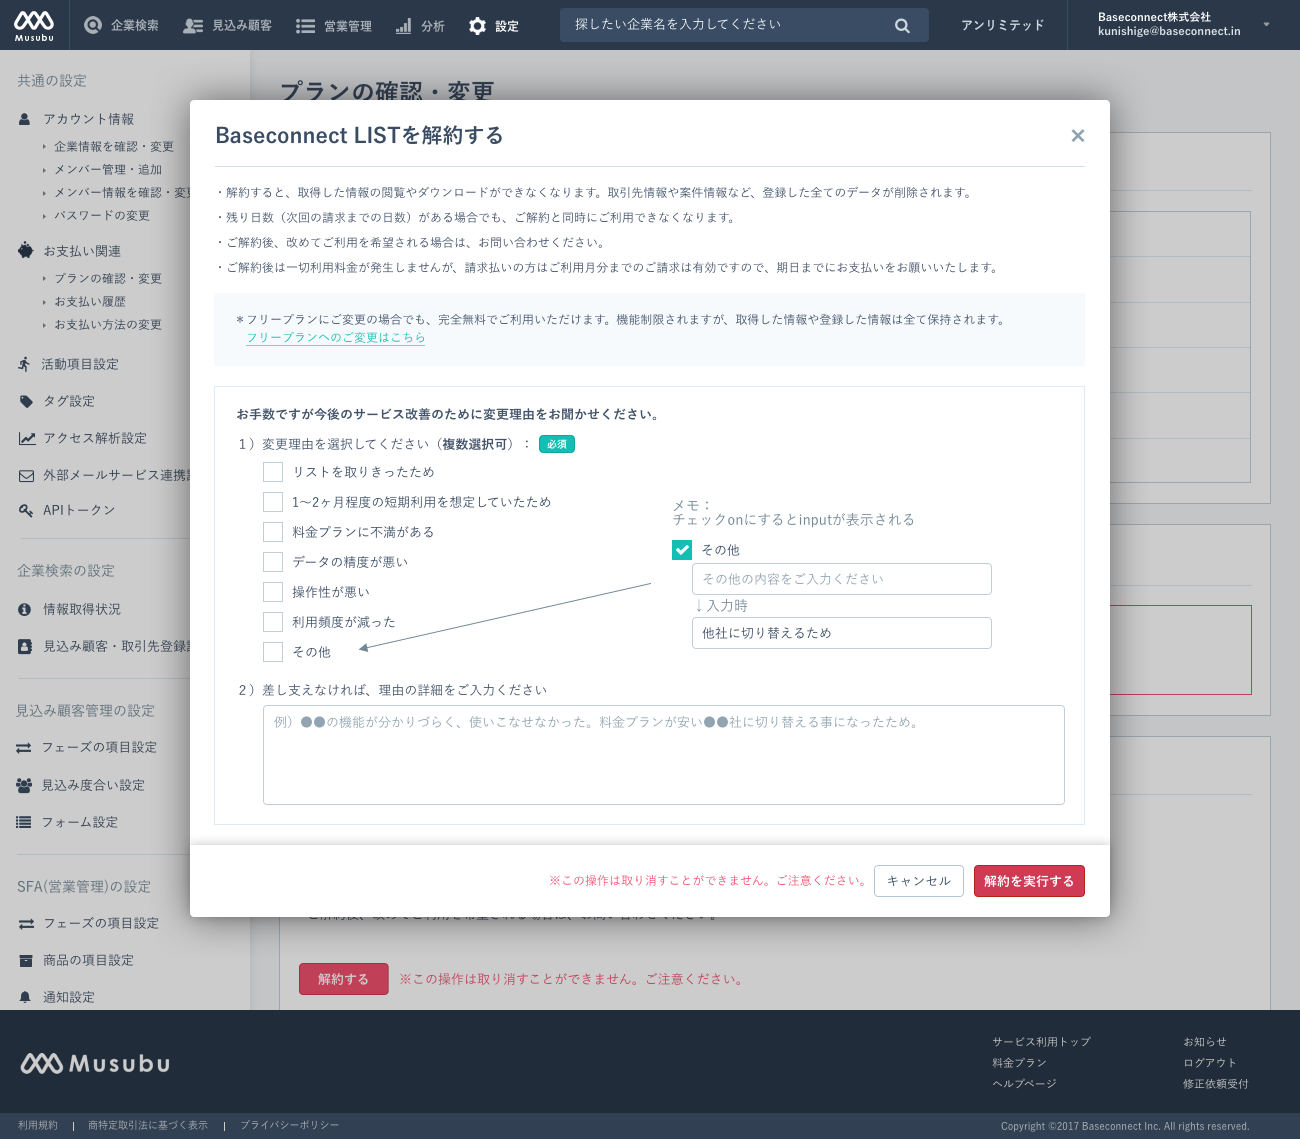 Musubu
企業検索
見込み顧客
営業管理
分析
設定
探したい企業名を入力してください
アンリミテッド
Baseconnect株式会社
kunishige@baseconnect.in
共通の設定
アカウント情報
企業情報を確認・変更
メンバー管理・追加
メンバー情報を確認・変更
パスワードの変更
お支払い関連
プランの確認・変更
お支払い履歴
お支払い方法の変更
活動項目設定
タグ設定
アクセス解析設定
外部メールサービス連携
APIトークン
企業検索の設定
情報取得状況
見込み顧客・取引先登録
見込み顧客管理の設定
フェーズの項目設定
見込み度合い設定
フォーム設定
SFA(営業管理)の設定
フェーズの項目設定
商品の項目設定
通知設定
プランの確認・変更
Baseconnect LISTを解約する
・解約すると、取得した情報の閲覧やダウンロードができなくなります。取引先情報や案件情報など、登録した全てのデータが削除されます。
・残り日数（次回の請求までの日数）がある場合でも、ご解約と同時にご利用できなくなります。
・ご解約後、改めてご利用を希望される場合は、お問い合わせください。
・ご解約後は一切利用料金が発生しませんが、請求払いの方はご利用月分までのご請求は有効ですので、期日までにお支払いをお願いいたします。
＊フリープランにご変更の場合でも、完全無料でご利用いただけます。機能制限されますが、取得した情報や登録した情報は全て保持されます。
フリープランへのご変更はこちら
お手数ですが今後のサービス改善のために変更理由をお聞かせください。
１）変更理由を選択してください（複数選択可）： 必須
リストを取りきったため
1〜2ヶ月程度の短期利用を想定していたため
料金プランに不満がある
データの精度が悪い
操作性が悪い
利用頻度が減った
その他
メモ：
チェックonにするとinputが表示される
その他
その他の内容をご入力ください
↓入力時
他社に切り替えるため
２）差し支えなければ、理由の詳細をご入力ください
例）●●の機能が分かりづらく、使いこなせなかった。料金プランが安い●●社に切り替える事になったため。
※この操作は取り消すことができません。ご注意ください。
キャンセル
解約を実行する
ご解約後、改めてご利用を希望される場合は、お問い合わせください。
解約する
※この操作は取り消すことができません。ご注意ください。
Musubu
サービス利用トップ
料金プラン
ヘルプページ
お知らせ
ログアウト
修正依頼受付
利用規約 | 商特定取引法に基づく表示 | プライバシーポリシー
Copyright ©2017 Baseconnect Inc. All rights reserved.